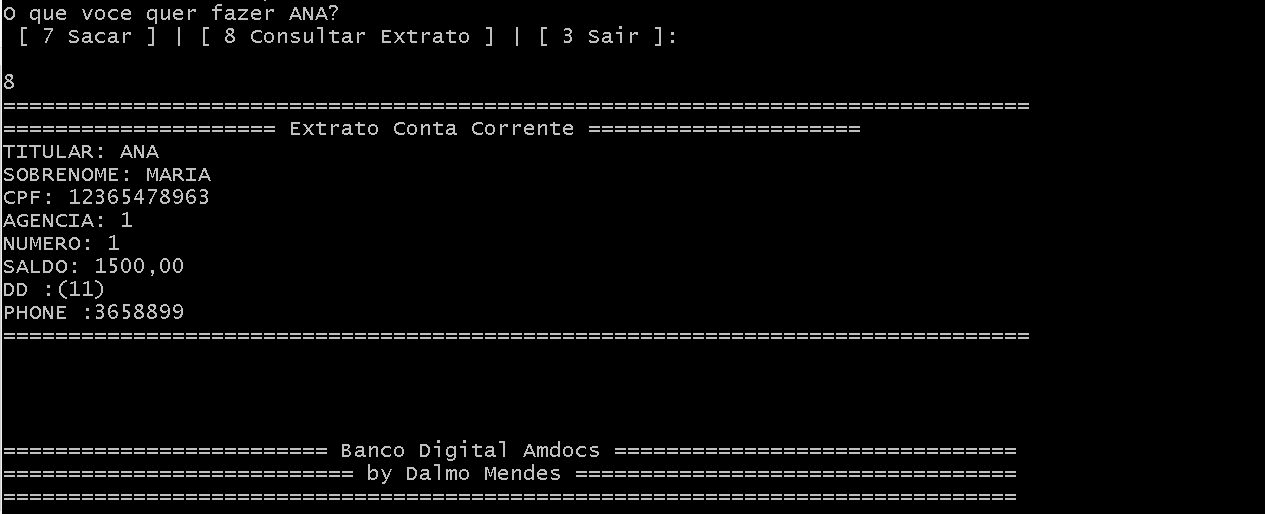 O que voce quer fazer ANA?
[ 7 Sacar ] | [ 8 Consultar Extrato ] | [ 3 Sair ]:
8
===============================================================================
===================== Extrato Conta Corrente =====================
TITULAR: ANA
SOBRENOME: MARIA
CPF: 12365478963
AGENCIA: 1
NUMERO: 1
SALDO: 1500,00
DD :(11)
PHONE :3658899
===============================================================================
========================= Banco Digital Amdocs ===============================
=========================== by Dalmo Mendes ==================================
==============================================================================